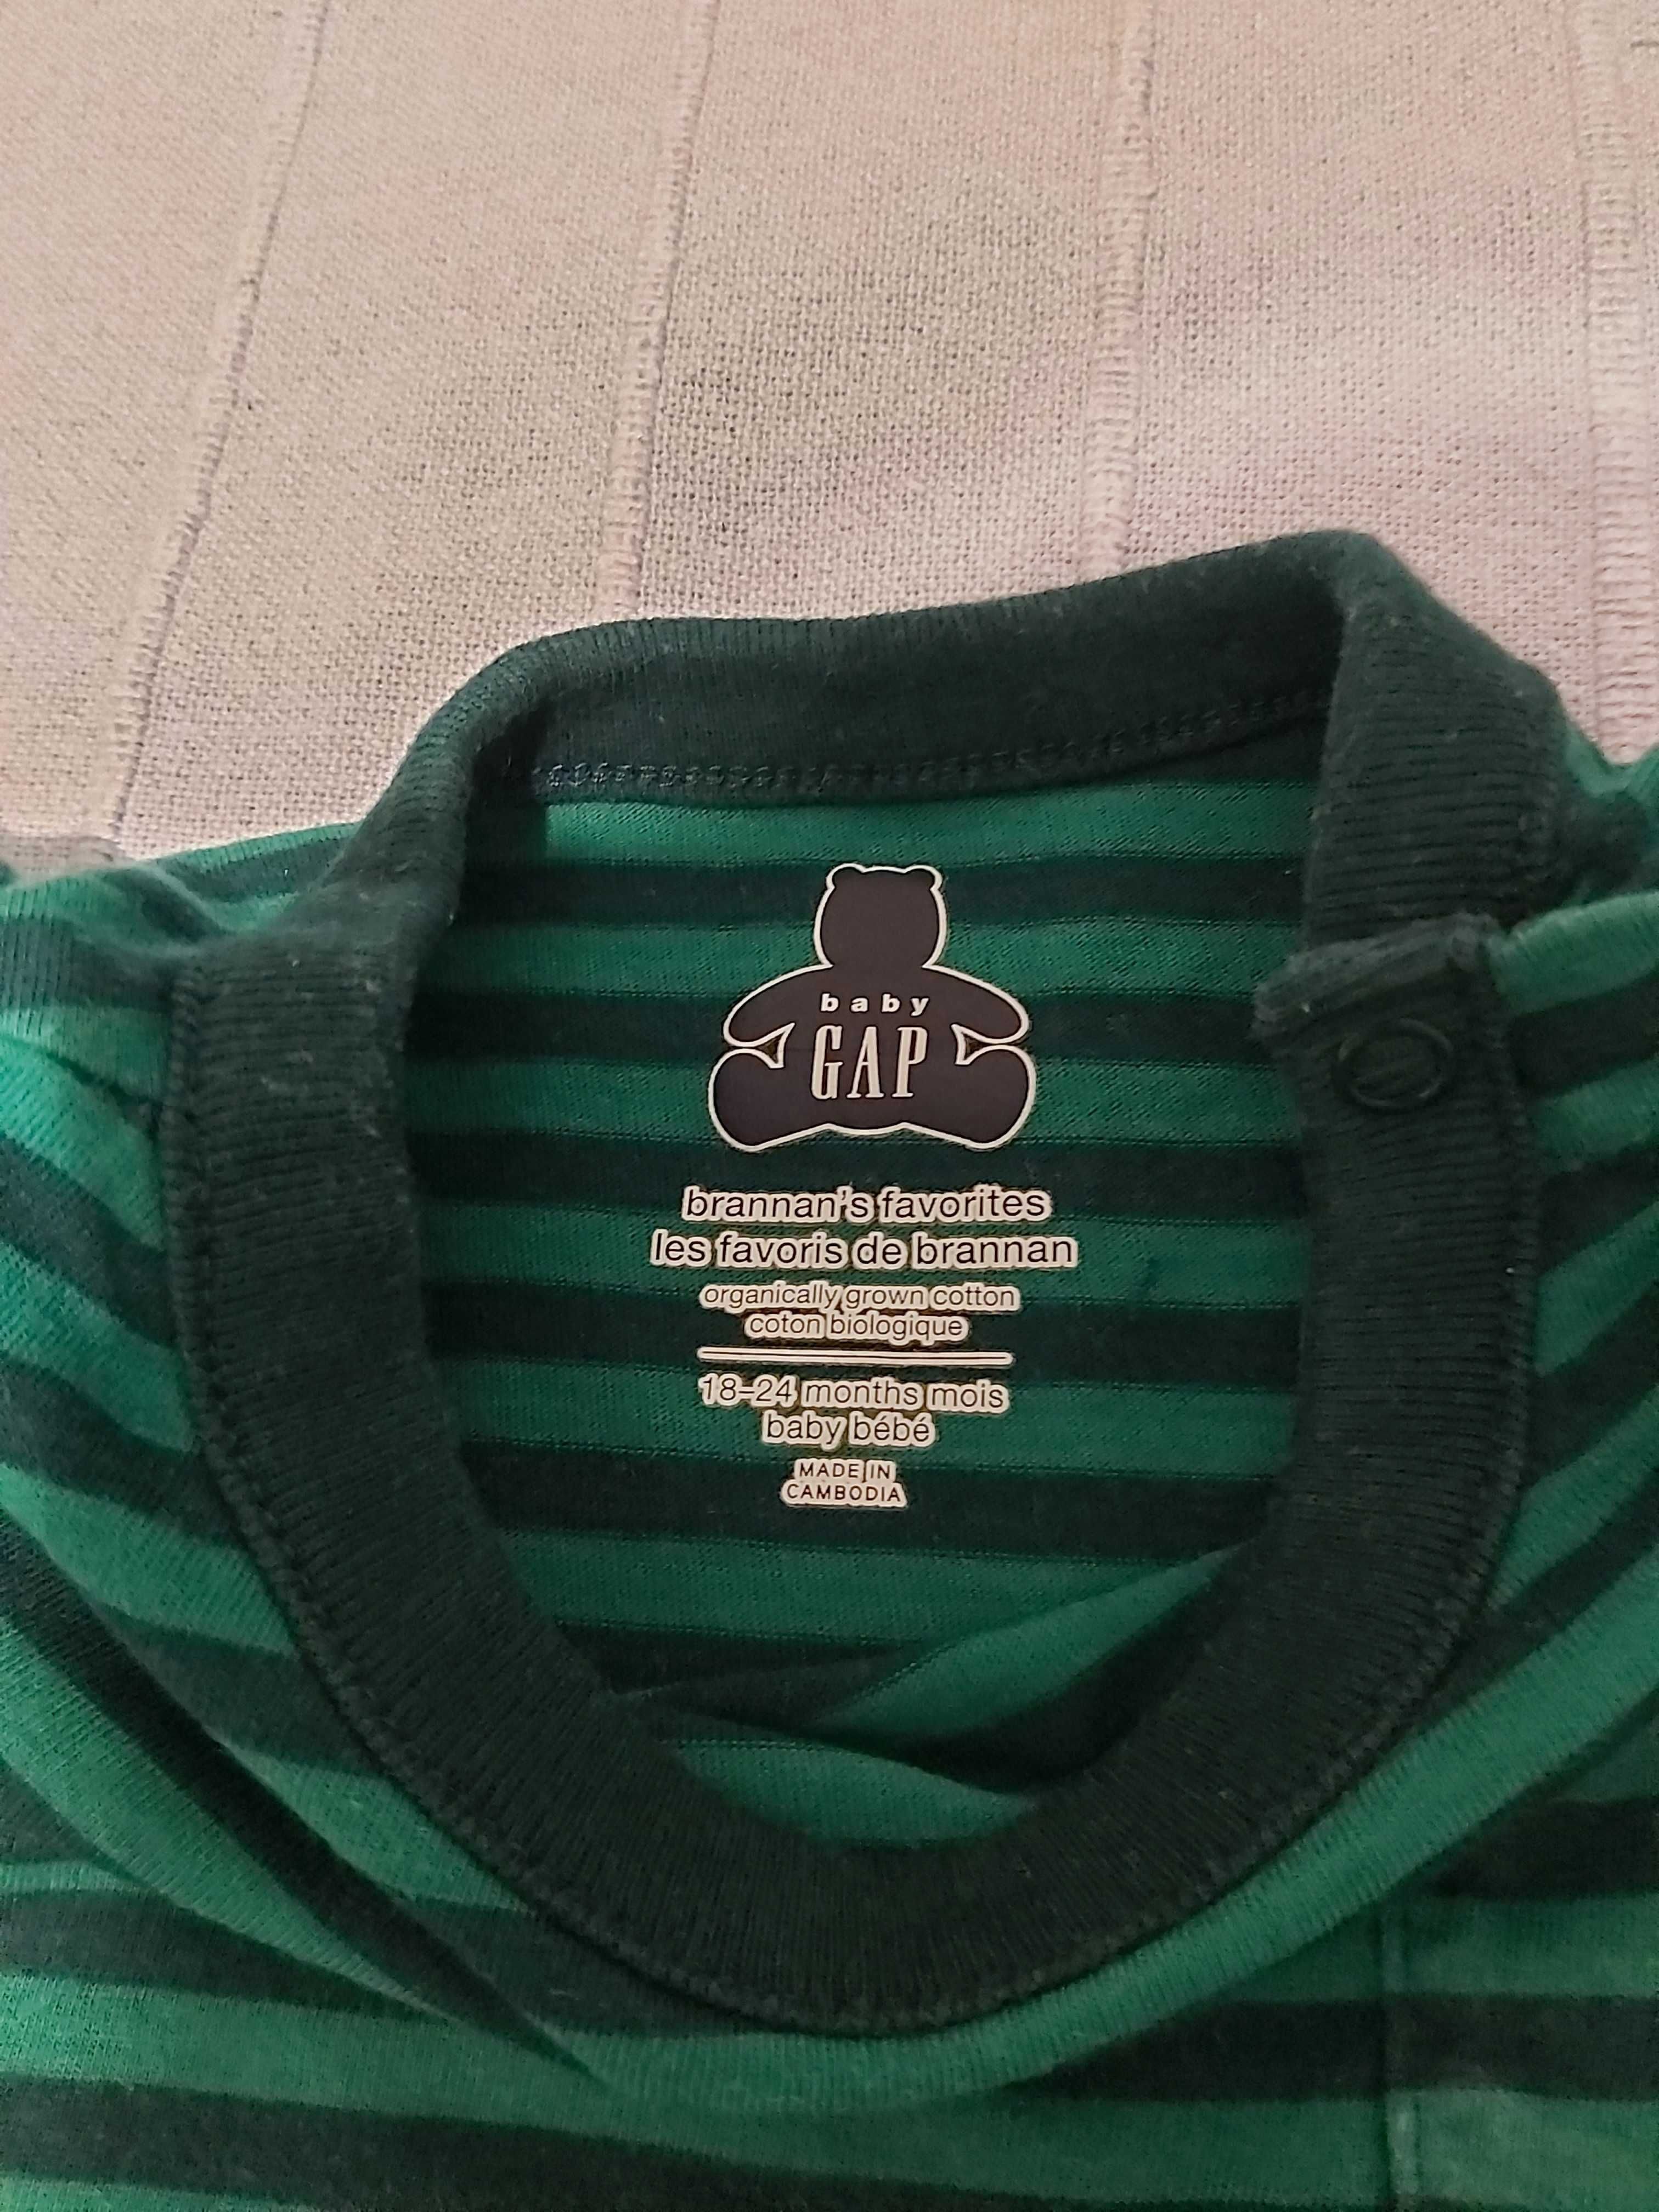 baby
GAP
brannan's favorites
les favoris de brannan
organically grown cotton
coton biologique
18–24 months mois
baby bébé
MADE IN
CAMBODIA